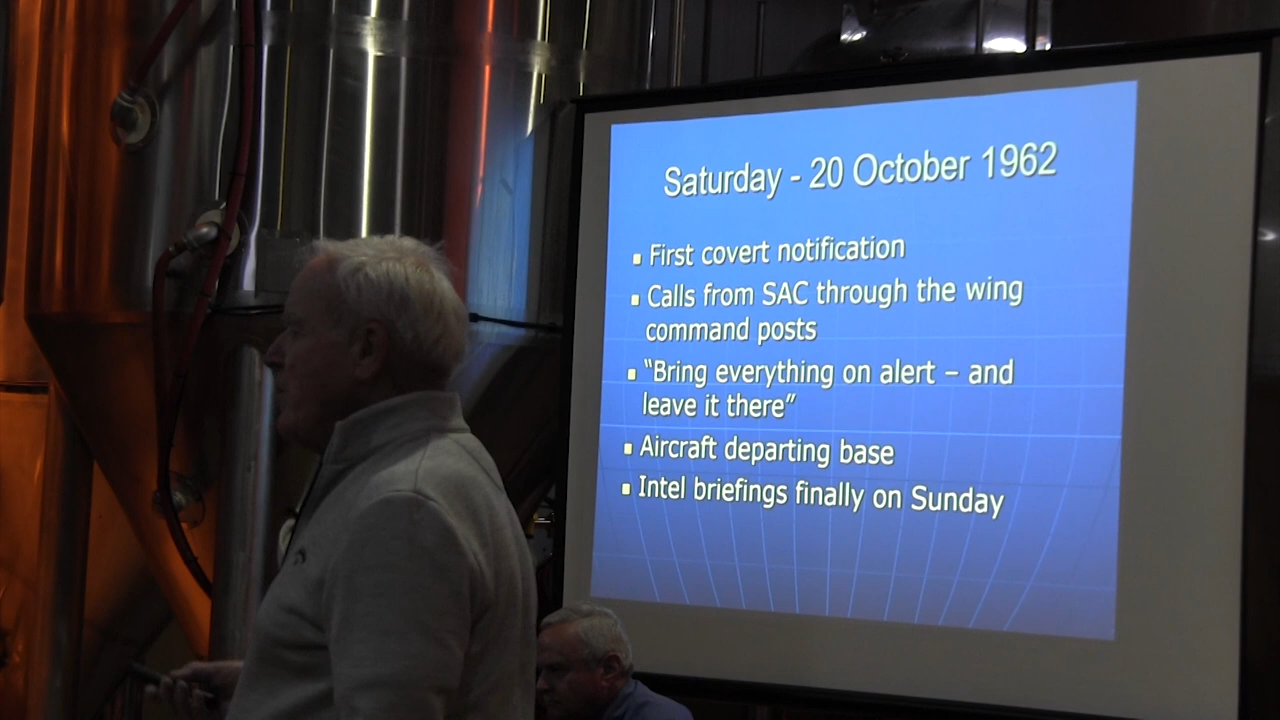 Saturday - 20 October 1962
▪ First covert notification
▪ Calls from SAC through the wing
command posts
▪ “Bring everything on alert – and
leave it there”
▪ Aircraft departing base
▪ Intel briefings finally on Sunday